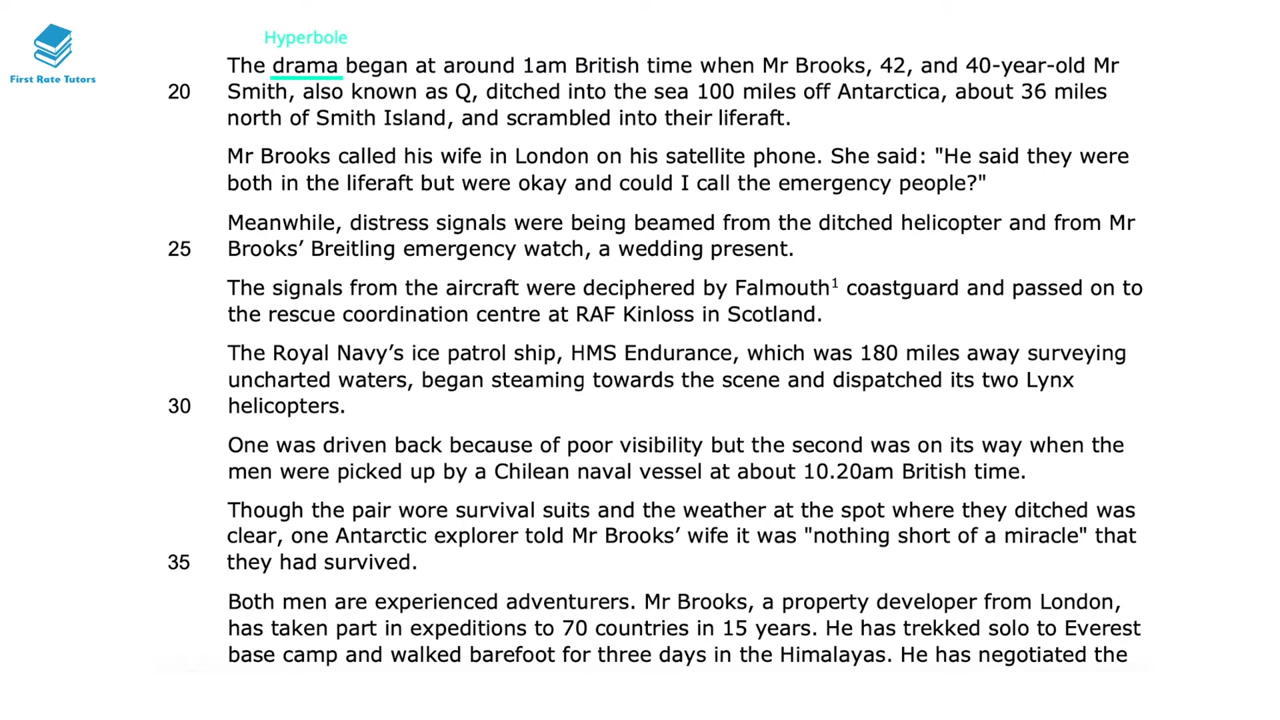 First Rate Tutors
Hyperbole
The drama began at around 1am British time when Mr Brooks, 42, and 40-year-old Mr
20 Smith, also known as Q, ditched into the sea 100 miles off Antarctica, about 36 miles
north of Smith Island, and scrambled into their liferaft.
Mr Brooks called his wife in London on his satellite phone. She said: "He said they were
both in the liferaft but were okay and could I call the emergency people?"
Meanwhile, distress signals were being beamed from the ditched helicopter and from Mr
25 Brooks’ Breitling emergency watch, a wedding present.
The signals from the aircraft were deciphered by Falmouth¹ coastguard and passed on to
the rescue coordination centre at RAF Kinloss in Scotland.
The Royal Navy’s ice patrol ship, HMS Endurance, which was 180 miles away surveying
uncharted waters, began steaming towards the scene and dispatched its two Lynx
30 helicopters.
One was driven back because of poor visibility but the second was on its way when the
men were picked up by a Chilean naval vessel at about 10.20am British time.
Though the pair wore survival suits and the weather at the spot where they ditched was
clear, one Antarctic explorer told Mr Brooks’ wife it was "nothing short of a miracle" that
35 they had survived.
Both men are experienced adventurers. Mr Brooks, a property developer from London,
has taken part in expeditions to 70 countries in 15 years. He has trekked solo to Everest
base camp and walked barefoot for three days in the Himalayas. He has negotiated the